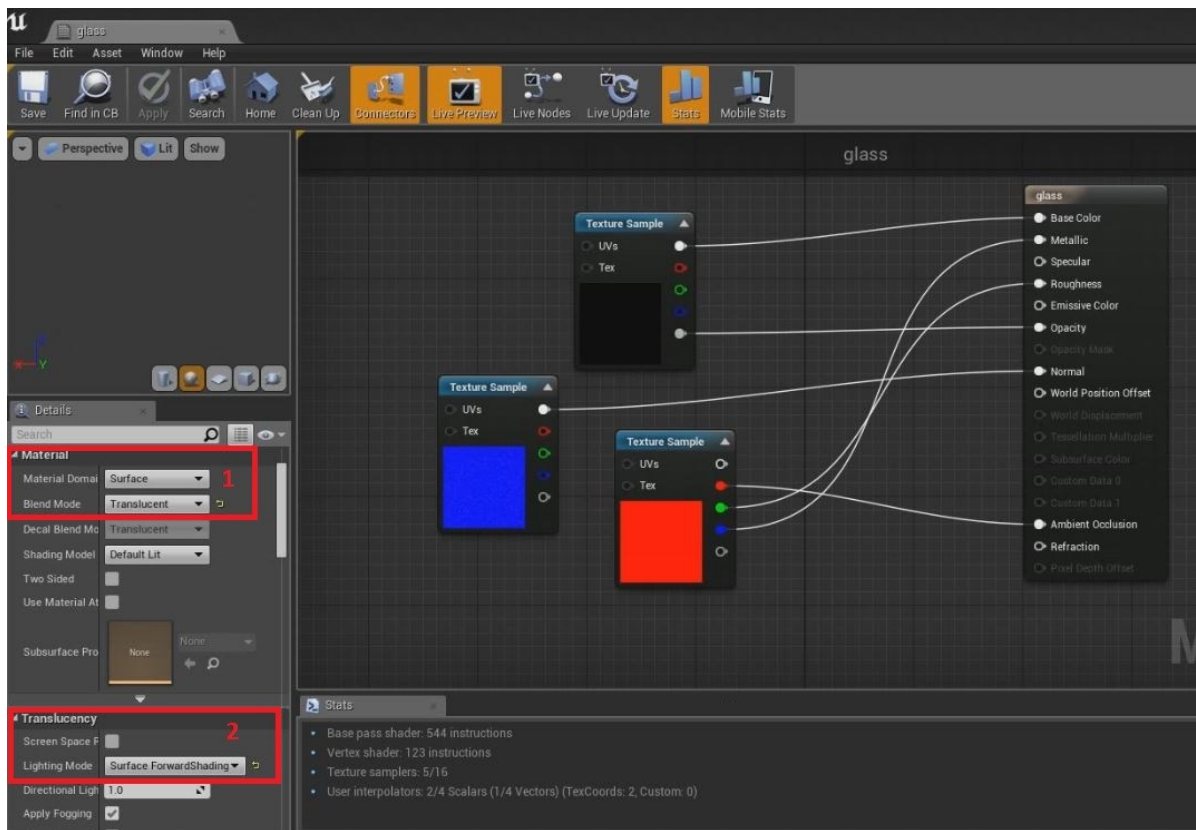 glass
File Edit Asset Window Help
Save Find in CB Apply Search Home Clean Up Connectors Live Preview Live Nodes Live Update Stats Mobile Stats
Perspective Lit Show
glass
glass
Base Color
Metallic
Specular
Roughness
Emissive Color
Opacity
Opacity Mask
Normal
World Position Offset
World Displacement
Tessellation Multiplier
Subsurface Color
Custom Data 0
Custom Data 1
Ambient Occlusion
Refraction
Pixel Depth Offset
Texture Sample
UVs
Tex
Texture Sample
UVs
Tex
Texture Sample
UVs
Tex
X Y
Details
Search
Material
1
Material Domai Surface
Blend Mode Translucent
Decal Blend Mo Translucent
Shading Model Default Lit
Two Sided
Use Material At
Subsurface Pro None None
Translucency
2
Screen Space R
Lighting Mode Surface ForwardShading
Directional Ligh 1.0
Apply Fogging
M
Stats
Base pass shader: 544 instructions
Vertex shader: 123 instructions
Texture samplers: 5/16
User interpolators: 2/4 Scalars (1/4 Vectors) (TexCoords: 2, Custom: 0)